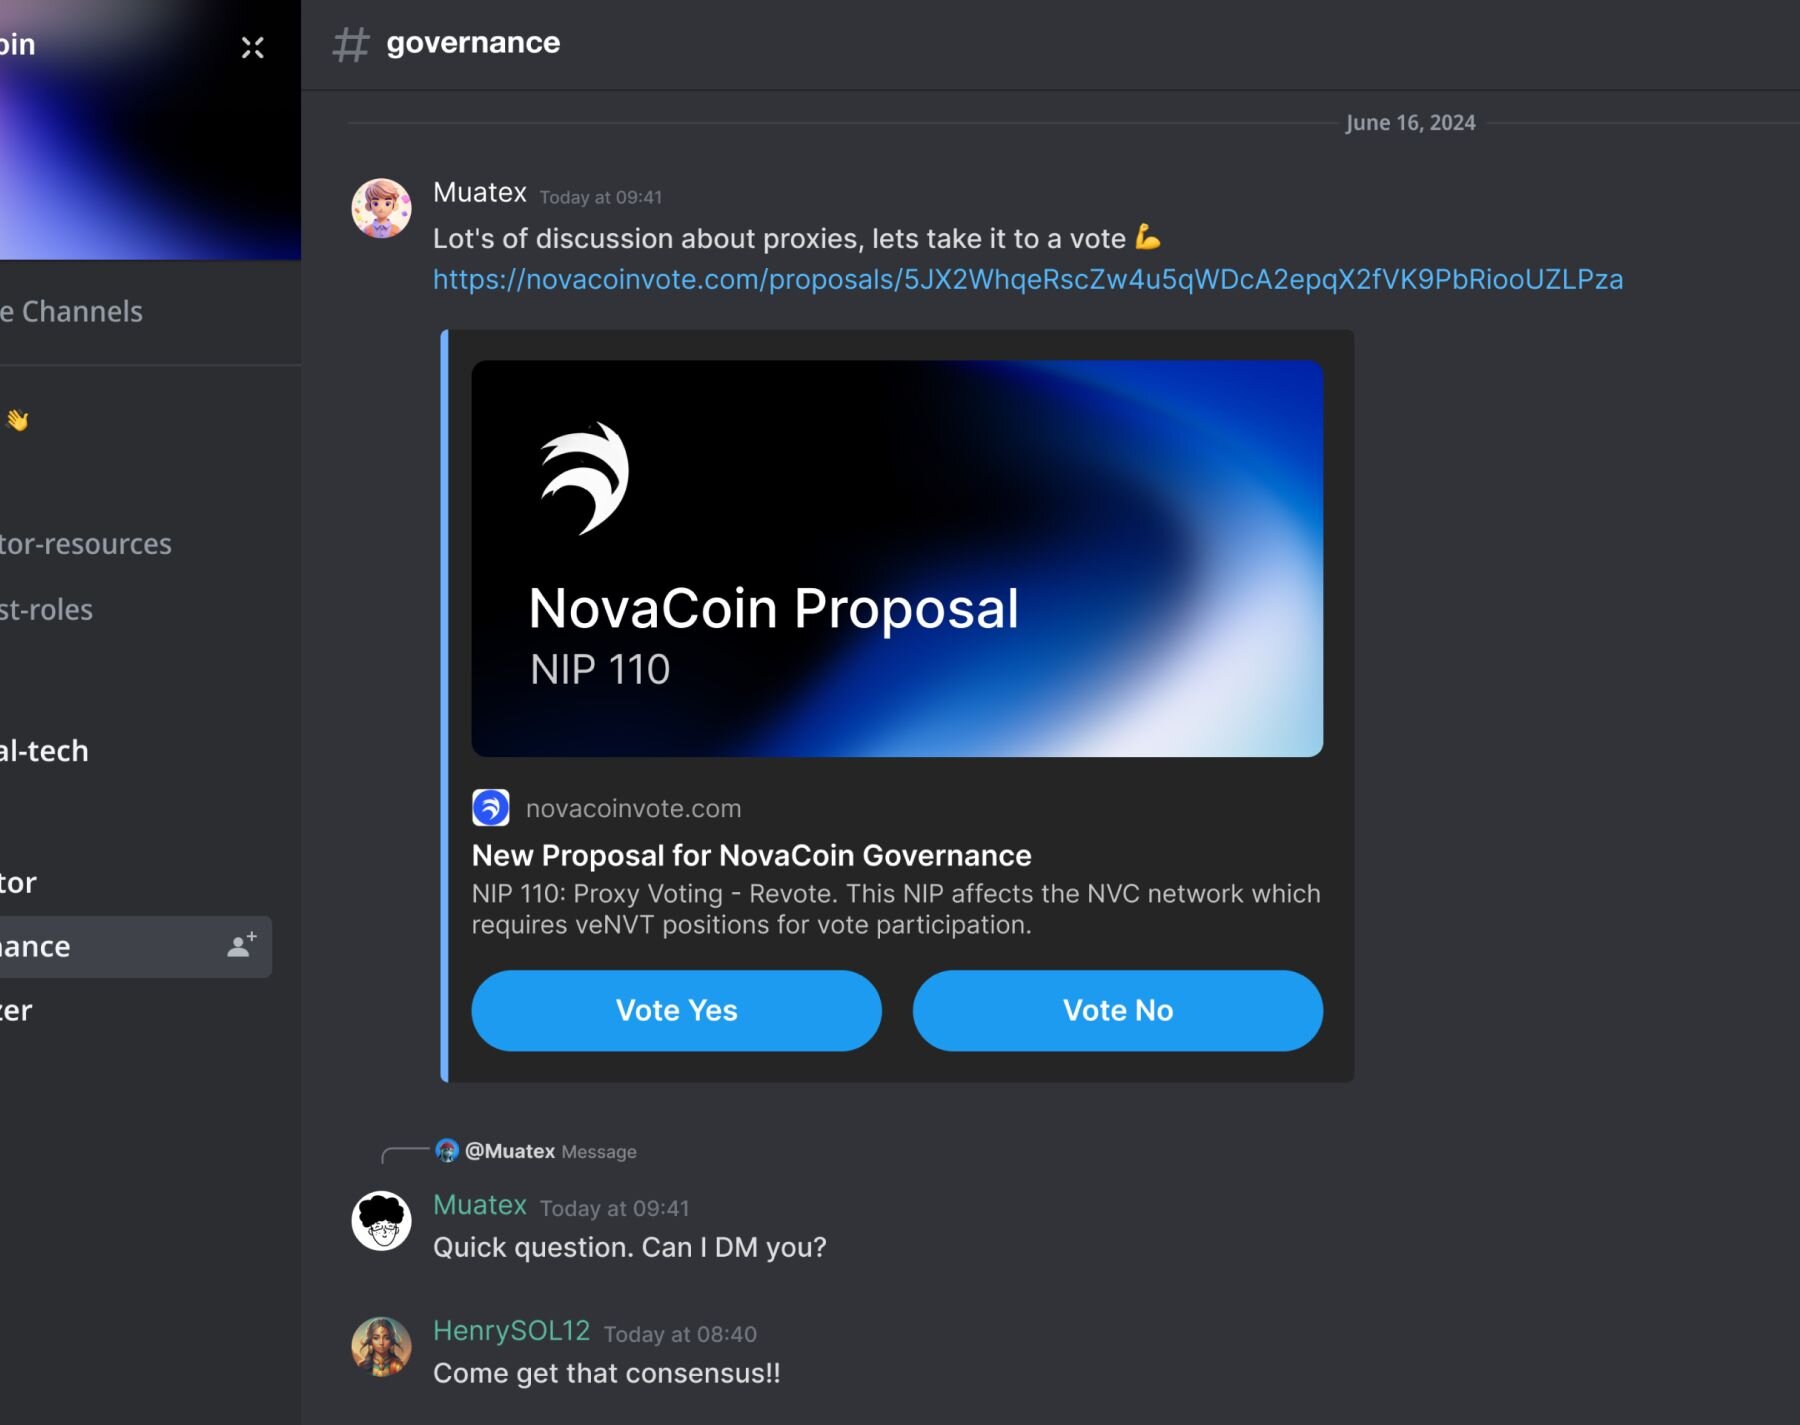 oin
# governance
June 16, 2024
Muatex Today at 09:41
Lot's of discussion about proxies, lets take it to a vote 💪
https://novacoinvote.com/proposals/5JX2WhqeRscZw4u5qWDcA2epqX2fVK9PbRiooUZLPza
e Channels
👋
tor-resources
st-roles
al-tech
tor
nance
zer
NovaCoin Proposal
NIP 110
novacoinvote.com
New Proposal for NovaCoin Governance
NIP 110: Proxy Voting - Revote. This NIP affects the NVC network which
requires veNVT positions for vote participation.
Vote Yes
Vote No
@Muatex Message
Muatex Today at 09:41
Quick question. Can I DM you?
HenrySOL12 Today at 08:40
Come get that consensus!!